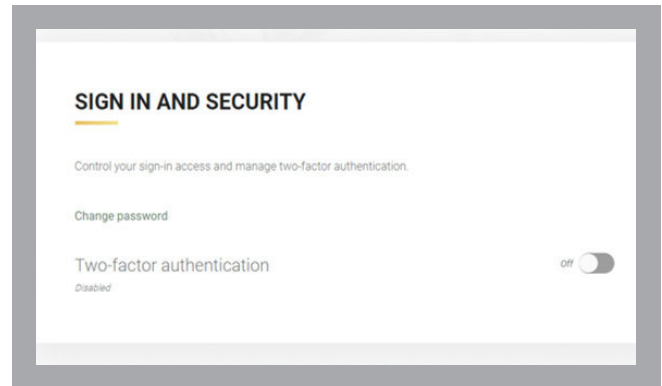 SIGN IN AND SECURITY
Control your sign-in access and manage two-factor authentication.
Change password
Two-factor authentication
Off
Disabled